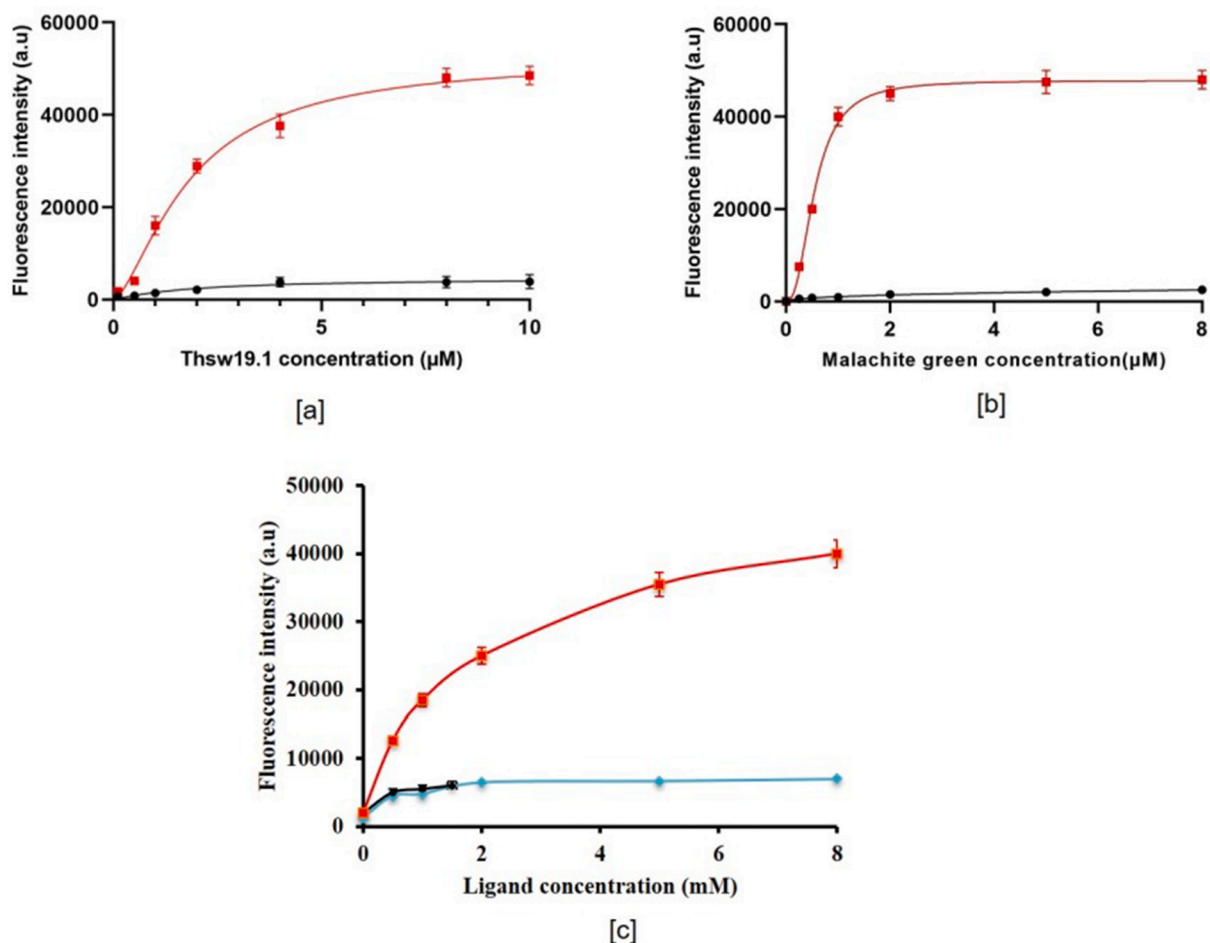 Fluorescence intensity (a.u)
60000
40000
20000
0
0 5 10
Thsw19.1 concentration (µM)
[a]
Fluorescence intensity (a.u)
60000
40000
20000
0
0 2 4 6 8
Malachite green concentration(µM)
[b]
Fluorescence intensity (a.u)
50000
40000
30000
20000
10000
0
0 2 4 6 8
Ligand concentration (mM)
[c]